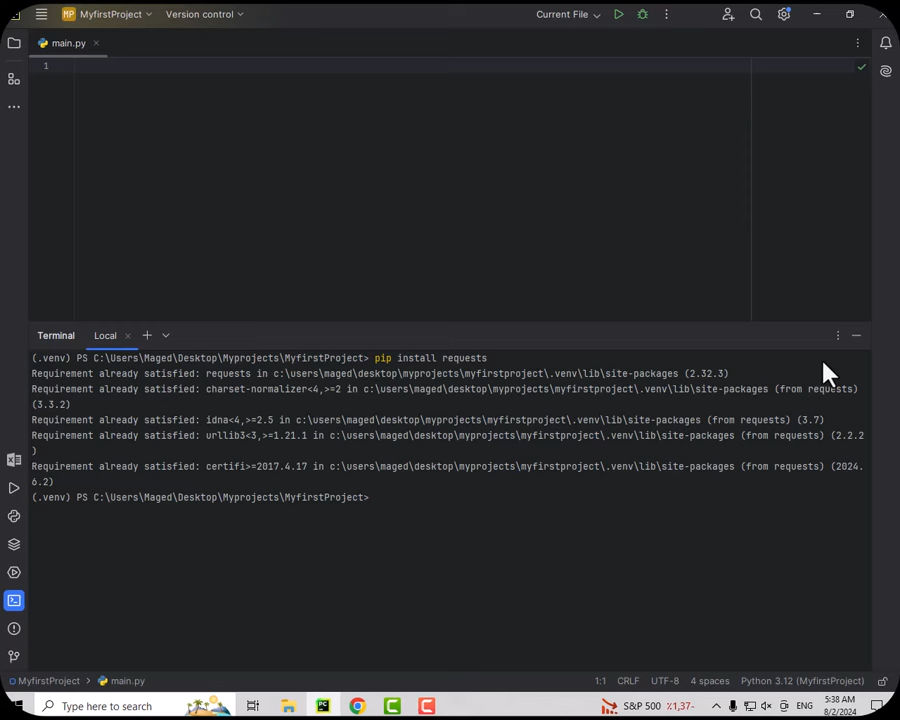 MP MyfirstProject Version control Current File
main.py
1
Terminal Local
(.venv) PS C:\Users\Maged\Desktop\Myprojects\MyfirstProject> pip install requests
Requirement already satisfied: requests in c:\users\maged\desktop\myprojects\myfirstproject\.venv\lib\site-packages (2.32.3)
Requirement already satisfied: charset-normalizer<4,>=2 in c:\users\maged\desktop\myprojects\myfirstproject\.venv\lib\site-packages (from requests)
(3.3.2)
Requirement already satisfied: idna<4,>=2.5 in c:\users\maged\desktop\myprojects\myfirstproject\.venv\lib\site-packages (from requests) (3.7)
Requirement already satisfied: urllib3<3,>=1.21.1 in c:\users\maged\desktop\myprojects\myfirstproject\.venv\lib\site-packages (from requests) (2.2.2
)
Requirement already satisfied: certifi>=2017.4.17 in c:\users\maged\desktop\myprojects\myfirstproject\.venv\lib\site-packages (from requests) (2024.
6.2)
(.venv) PS C:\Users\Maged\Desktop\Myprojects\MyfirstProject>
MyfirstProject > main.py 1:1 CRLF UTF-8 4 spaces Python 3.12 (MyfirstProject)
Type here to search PC S&P 500 ٪1,37- ENG 5:38 AM
8/2/2024